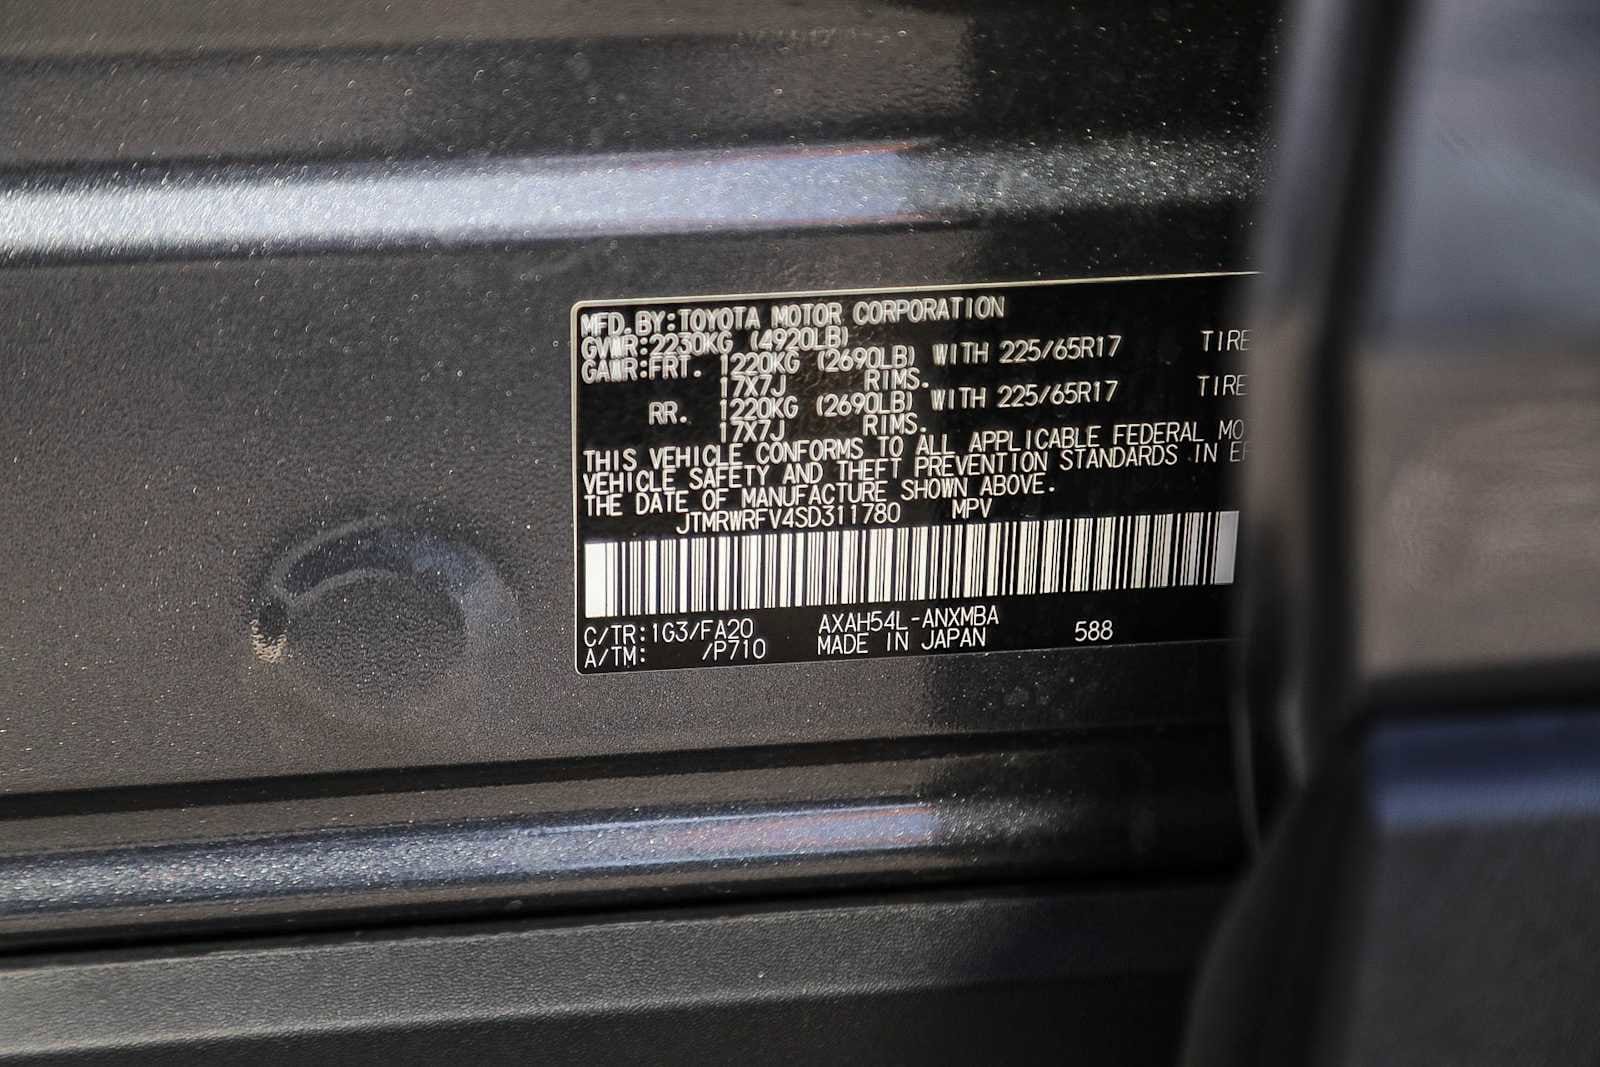 MFD.BY:TOYOTA MOTOR CORPORATION
GVWR:2230KG (4920LB)
GAWR:FRT. 1220KG (2690LB) WITH 225/65R17 TIRE
17X7J RIMS.
RR. 1220KG (2690LB) WITH 225/65R17 TIRE
17X7J RIMS.
THIS VEHICLE CONFORMS TO ALL APPLICABLE FEDERAL MO
VEHICLE SAFETY AND THEFT PREVENTION STANDARDS IN EF
THE DATE OF MANUFACTURE SHOWN ABOVE.
JTMRWRFV4SD311780 MPV
C/TR:1G3/FA20 AXAH54L-ANXMBA 588
A/TM: /P710 MADE IN JAPAN